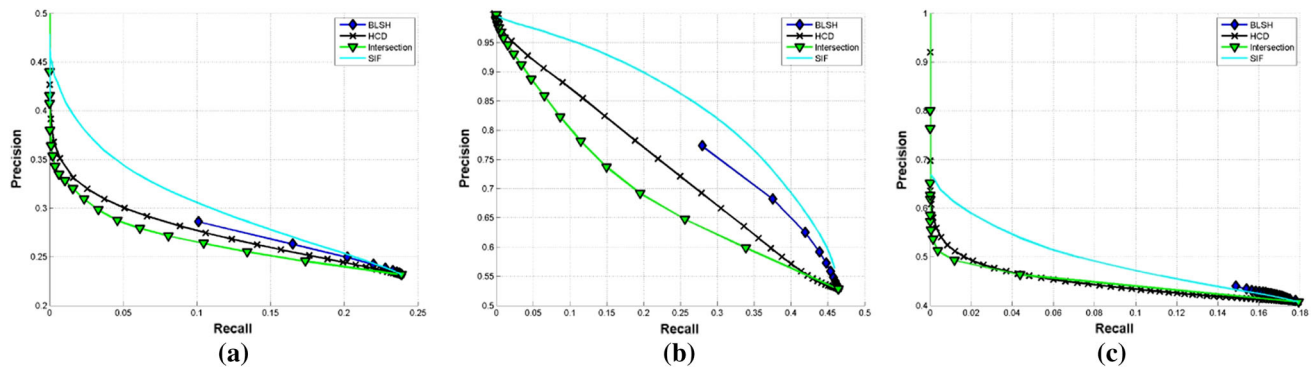 0.5
0.45
0.4
0.35
0.3
0.25
0.2
0
0.05
0.1
0.15
0.2
0.25
Precision
Recall
BLSH
HCD
Intersection
SIF
(a)
0.95
0.9
0.85
0.8
0.75
0.7
0.65
0.6
0.55
0.5
0
0.05
0.1
0.15
0.2
0.25
0.3
0.35
0.4
0.45
0.5
Precision
Recall
BLSH
HCD
Intersection
SIF
(b)
1
0.9
0.8
0.7
0.6
0.5
0.4
0
0.02
0.04
0.06
0.08
0.1
0.12
0.14
0.16
0.18
Precision
Recall
BLSH
HCD
Intersection
SIF
(c)